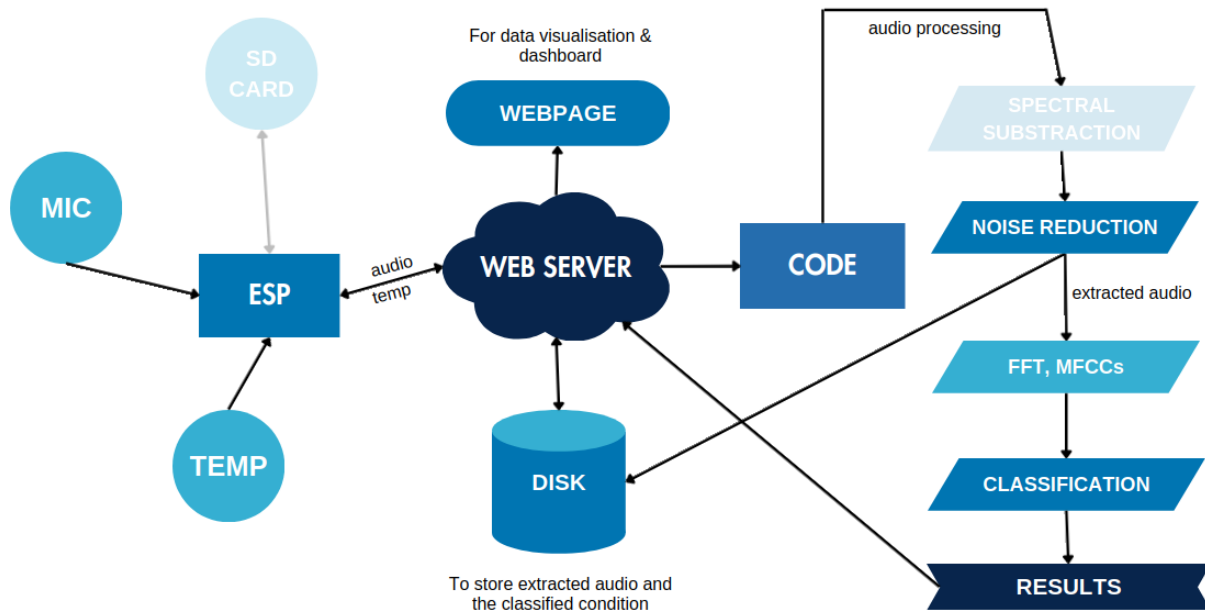 For data visualisation &
dashboard
audio processing
SD
CARD
WEBPAGE
SPECTRAL
SUBSTRACTION
MIC
NOISE REDUCTION
WEB SERVER
CODE
audio
temp
ESP
extracted audio
FFT, MFCCs
TEMP
DISK
CLASSIFICATION
To store extracted audio and
the classified condition
RESULTS